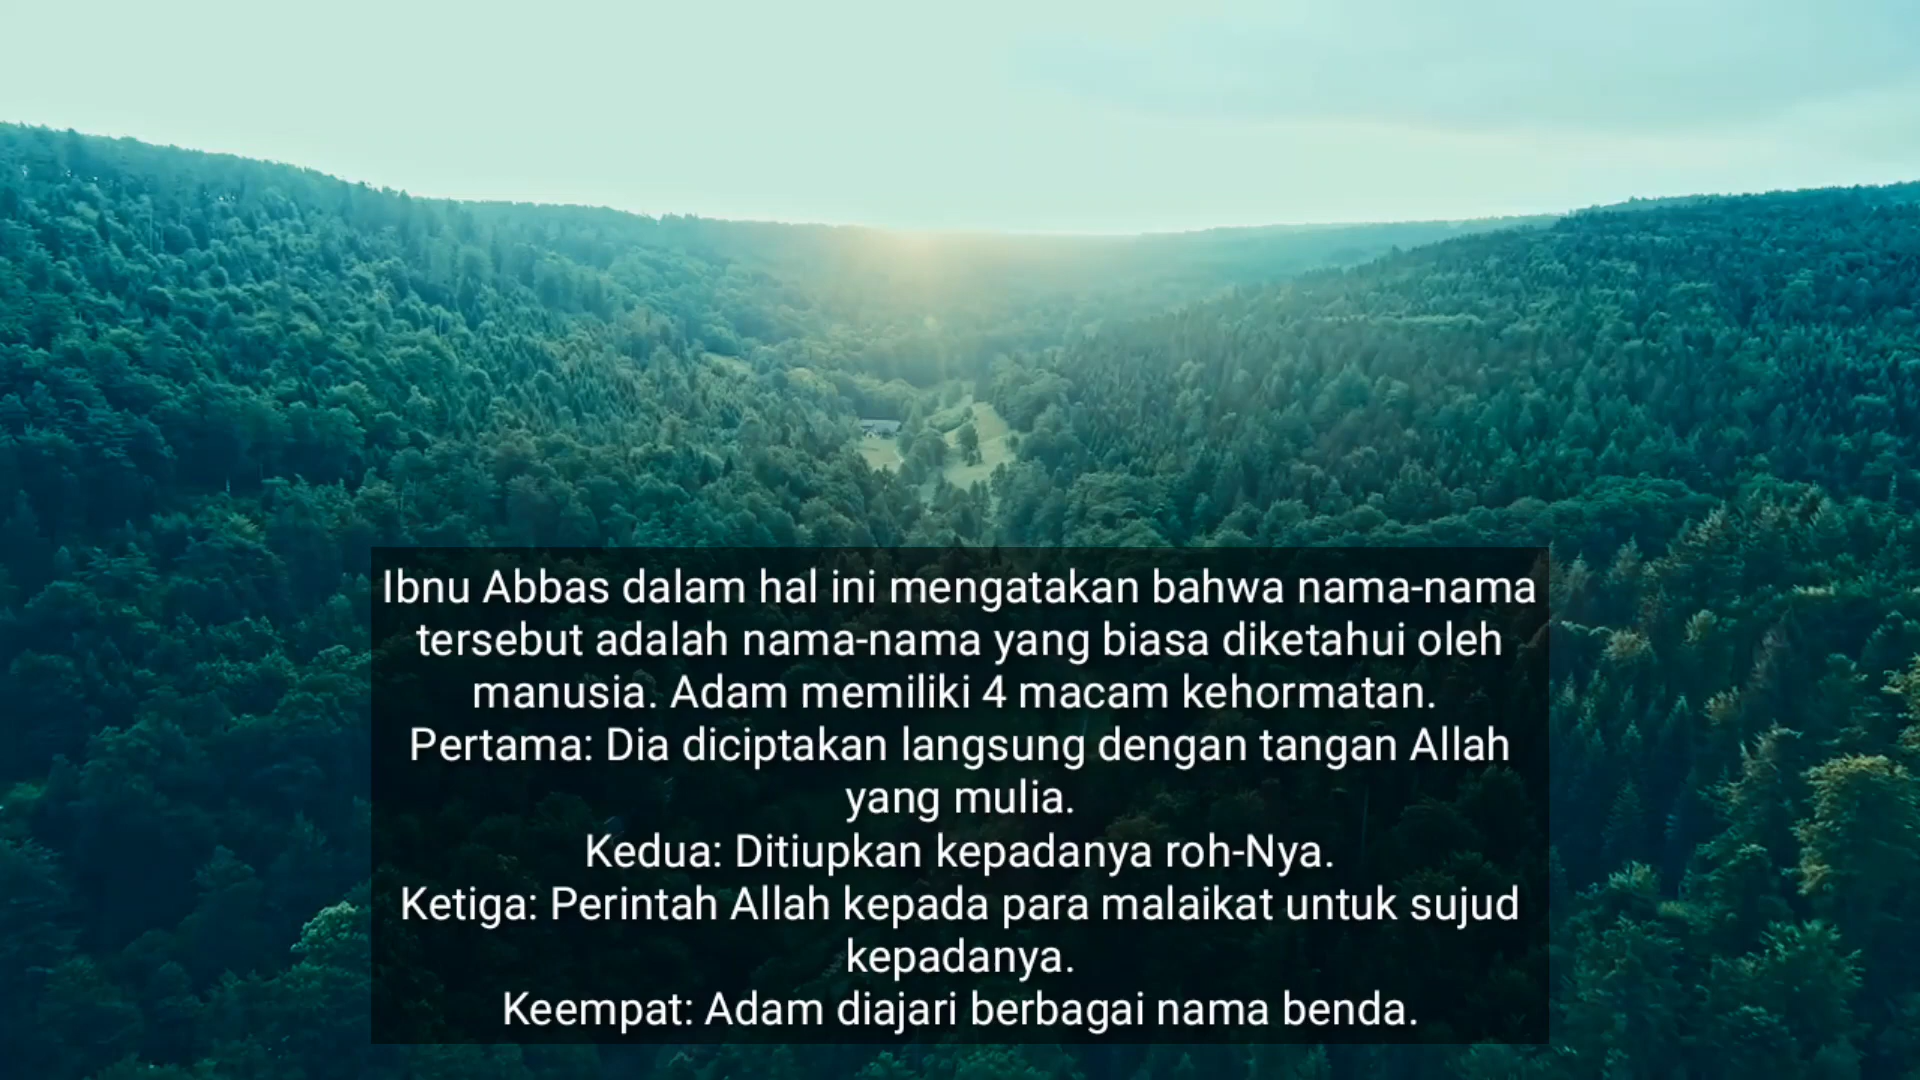 Ibnu Abbas dalam hal ini mengatakan bahwa nama-nama
tersebut adalah nama-nama yang biasa diketahui oleh
manusia. Adam memiliki 4 macam kehormatan.
Pertama: Dia diciptakan langsung dengan tangan Allah
yang mulia.
Kedua: Ditiupkan kepadanya roh-Nya.
Ketiga: Perintah Allah kepada para malaikat untuk sujud
kepadanya.
Keempat: Adam diajari berbagai nama benda.